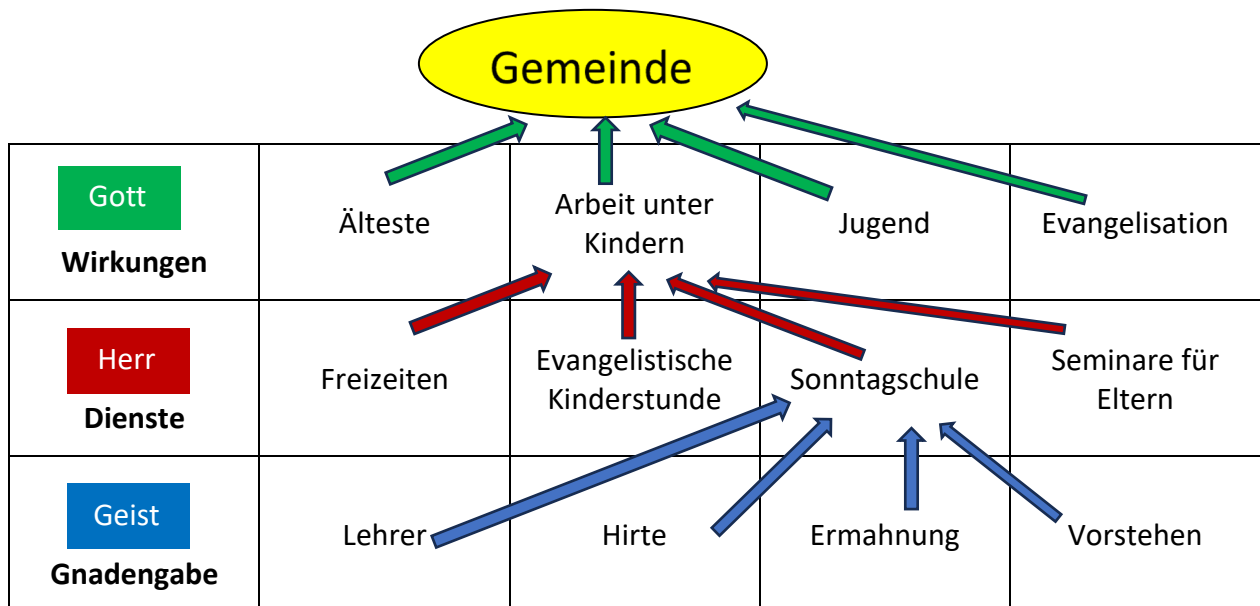 Gemeinde
Gott
Wirkungen
Älteste
Arbeit unter
Kindern
Jugend
Evangelisation
Herr
Dienste
Freizeiten
Evangelistische
Kinderstunde
Sonntagschule
Seminare für
Eltern
Geist
Gnadengabe
Lehrer
Hirte
Ermahnung
Vorstehen